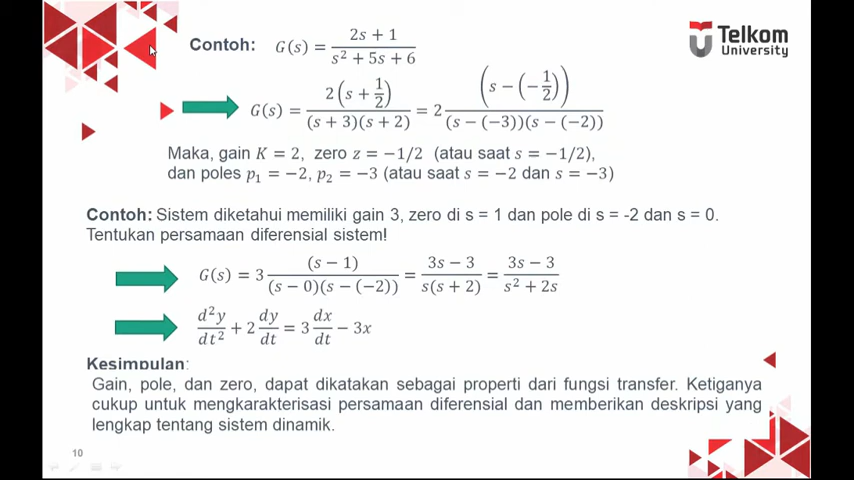 Telkom
University
Contoh: G(s) = (2s + 1)/(s² + 5s + 6)
G(s) = 2(s + 1/2)/((s + 3)(s + 2)) = 2 (s − (−1/2))/((s − (−3))(s − (−2)))
Maka, gain K = 2, zero z = −1/2 (atau saat s = −1/2),
dan poles p₁ = −2, p₂ = −3 (atau saat s = −2 dan s = −3)
Contoh: Sistem diketahui memiliki gain 3, zero di s = 1 dan pole di s = -2 dan s = 0.
Tentukan persamaan diferensial sistem!
G(s) = 3 (s − 1)/((s − 0)(s − (−2))) = (3s − 3)/(s(s + 2)) = (3s − 3)/(s² + 2s)
d²y/dt² + 2 dy/dt = 3 dx/dt − 3x
Kesimpulan:
Gain, pole, dan zero, dapat dikatakan sebagai properti dari fungsi transfer. Ketiganya
cukup untuk mengkarakterisasi persamaan diferensial dan memberikan deskripsi yang
lengkap tentang sistem dinamik.
10